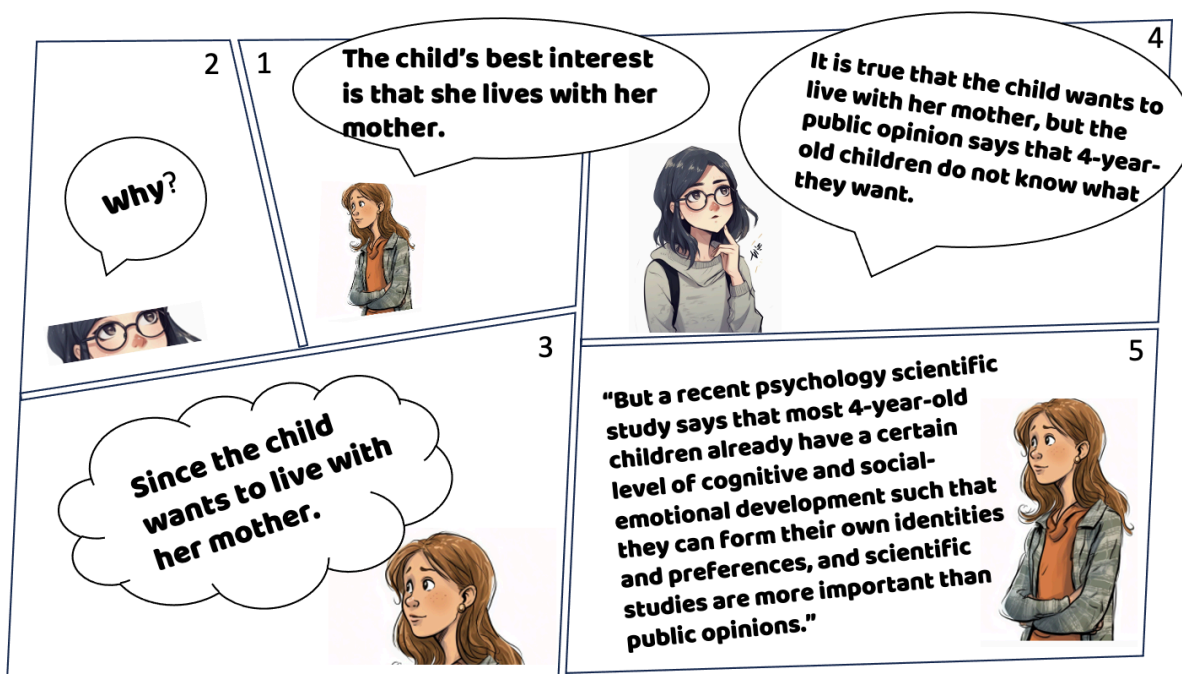 1
The child's best interest
is that she lives with her
mother.
2
Why?
3
Since the child
wants to live with
her mother.
4
It is true that the child wants to
live with her mother, but the
public opinion says that 4-year-
old children do not know what
they want.
5
“But a recent psychology scientific
study says that most 4-year-old
children already have a certain
level of cognitive and social-
emotional development such that
they can form their own identities
and preferences, and scientific
studies are more important than
public opinions.”